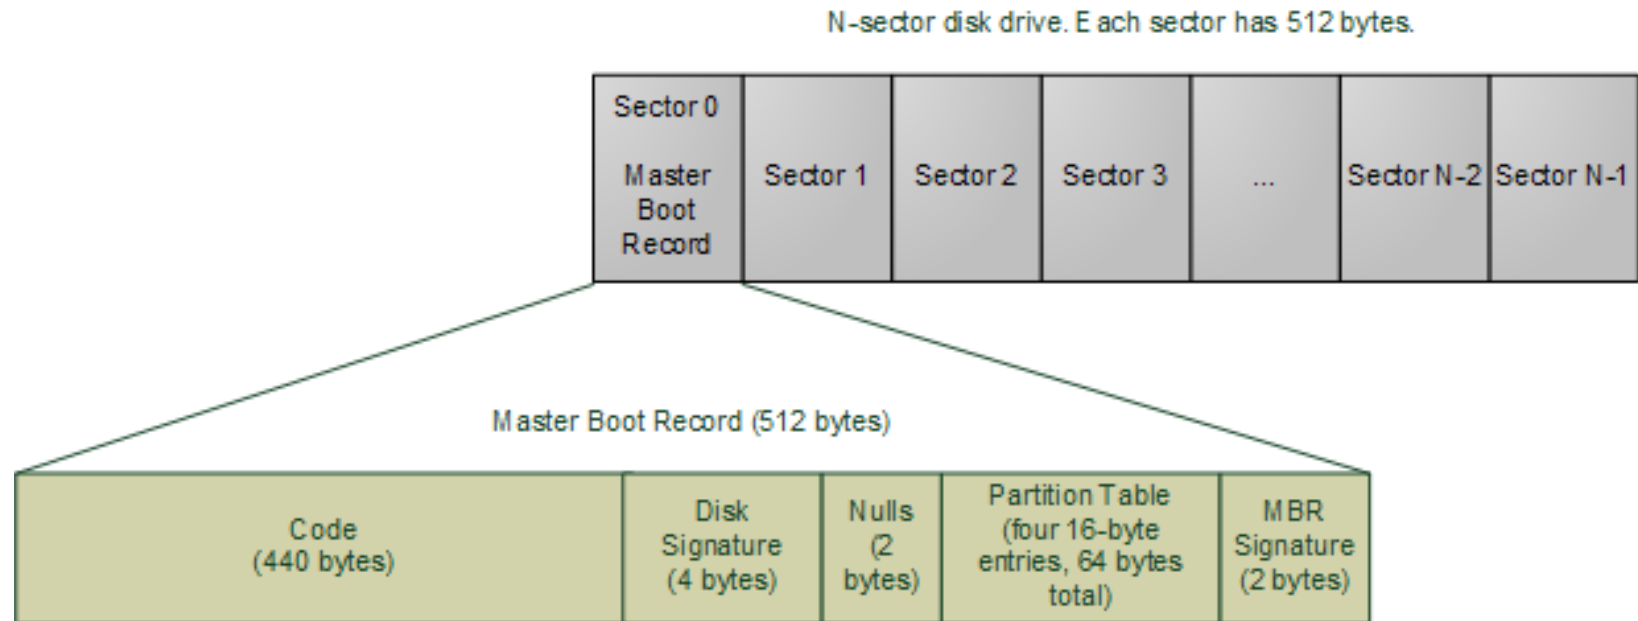 N-sector disk drive. Each sector has 512 bytes.
Sector 0
Master
Boot
Record
Sector 1
Sector 2
Sector 3
...
Sector N-2
Sector N-1
Master Boot Record (512 bytes)
Code
(440 bytes)
Disk
Signature
(4 bytes)
Nulls
(2
bytes)
Partition Table
(four 16-byte
entries, 64 bytes
total)
MBR
Signature
(2 bytes)